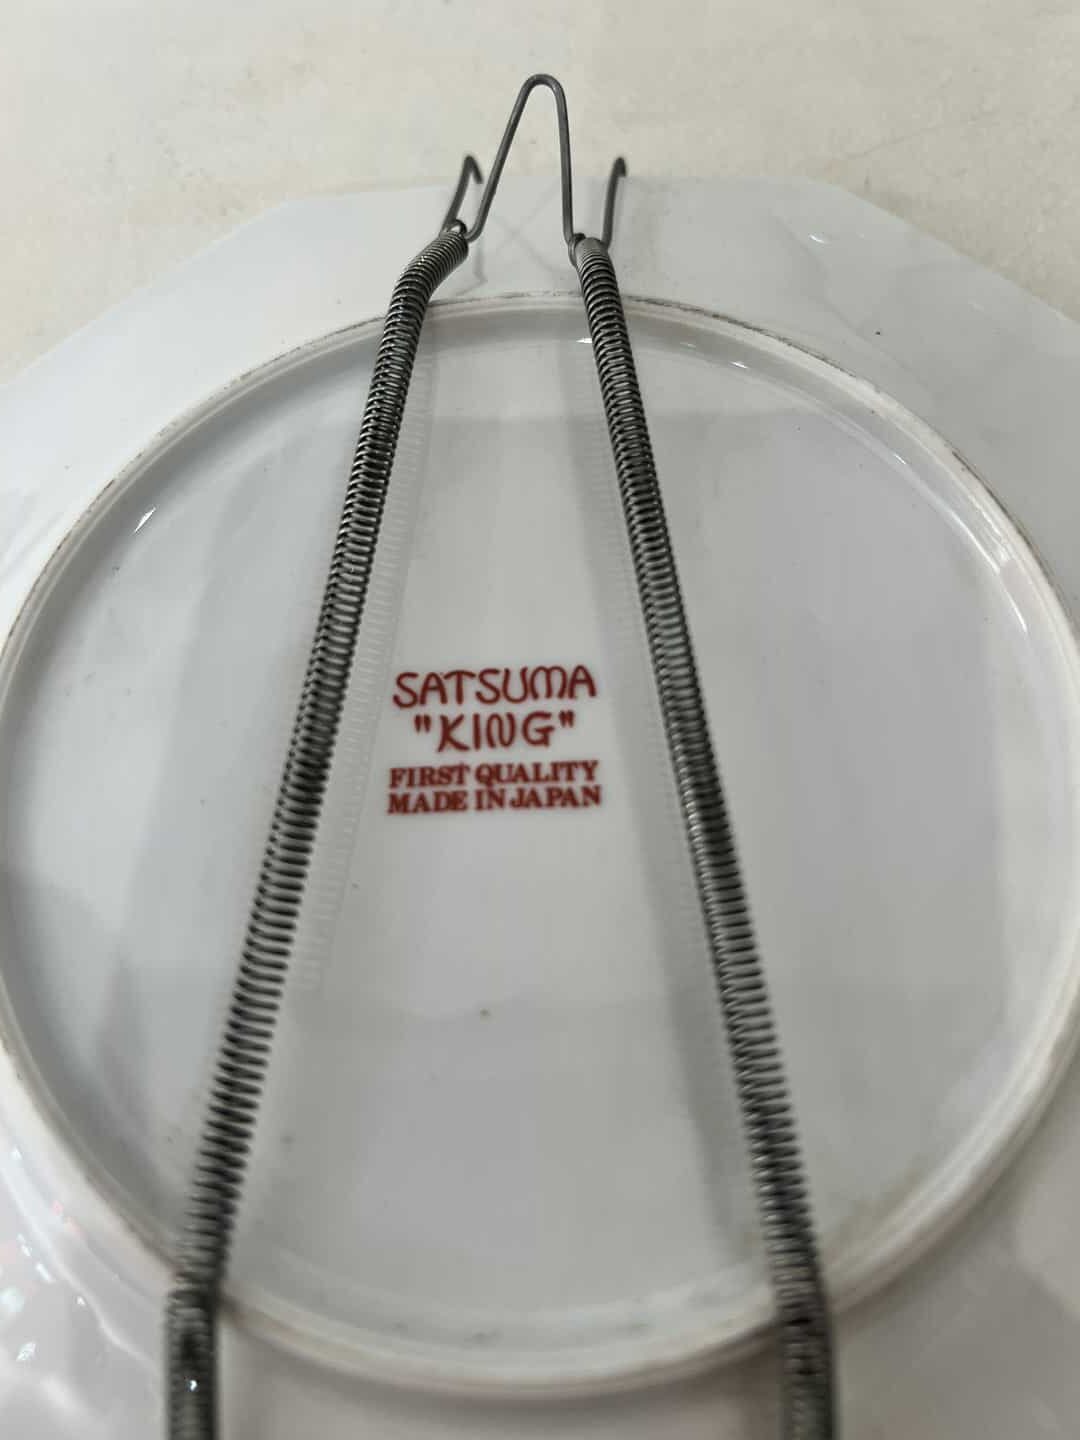 SATSUMA
"KING"
FIRST QUALITY
MADE IN JAPAN